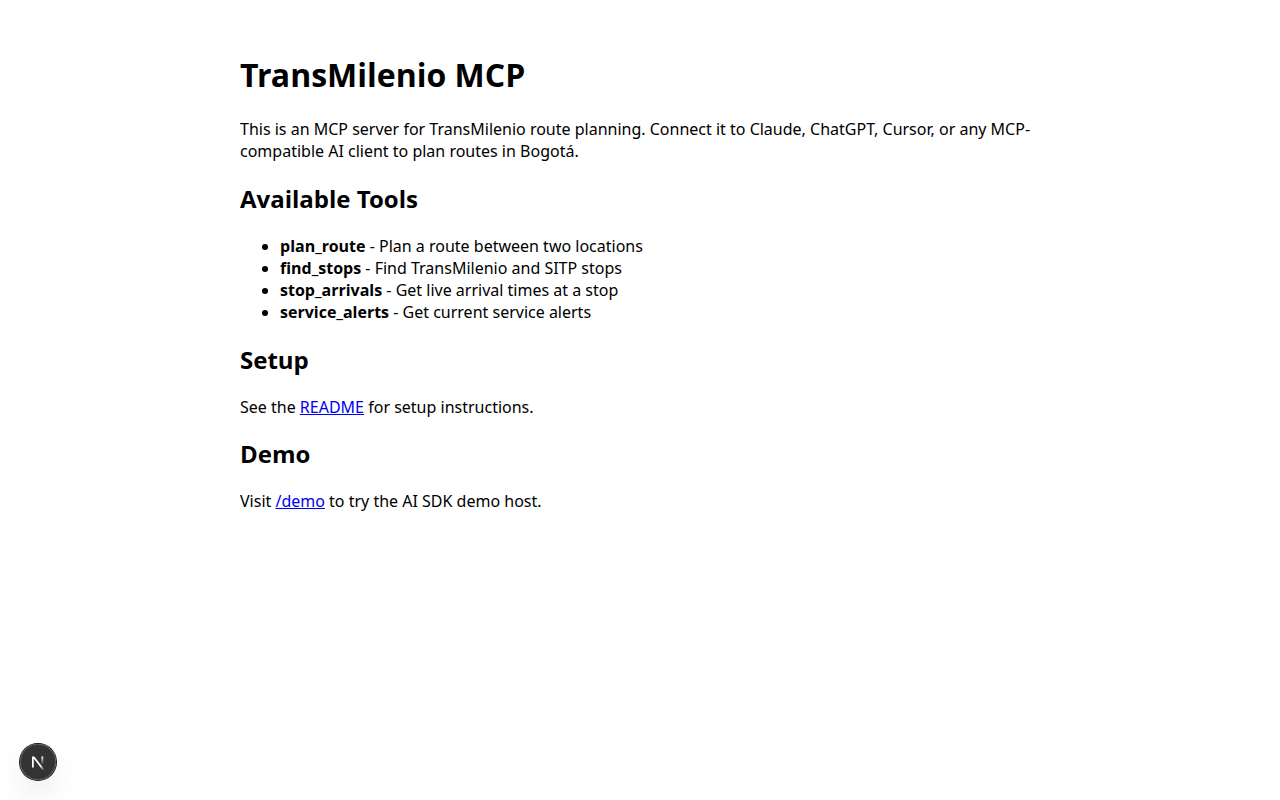 TransMilenio MCP
This is an MCP server for TransMilenio route planning. Connect it to Claude, ChatGPT, Cursor, or any MCP-
compatible AI client to plan routes in Bogotá.
Available Tools
• plan_route - Plan a route between two locations
• find_stops - Find TransMilenio and SITP stops
• stop_arrivals - Get live arrival times at a stop
• service_alerts - Get current service alerts
Setup
See the README for setup instructions.
Demo
Visit /demo to try the AI SDK demo host.
N